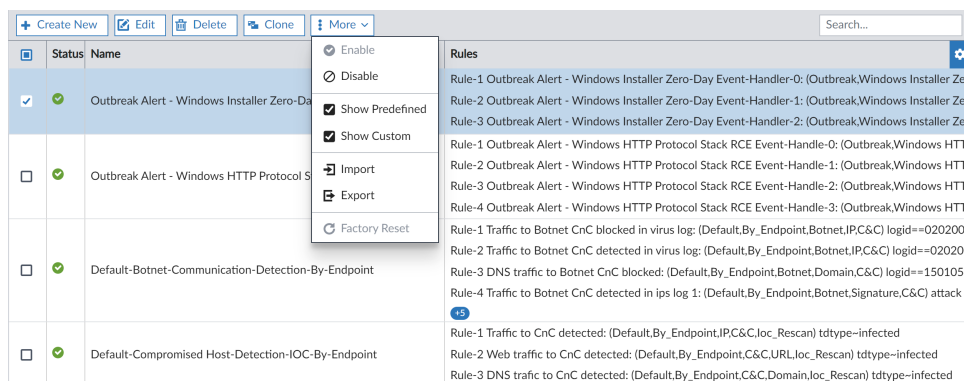 Create New Edit Delete Clone More Search...
Status Name Rules
Enable
Disable
Show Predefined
Show Custom
Import
Export
Factory Reset
Outbreak Alert - Windows Installer Zero-Da
Rule-1 Outbreak Alert - Windows Installer Zero-Day Event-Handler-0: (Outbreak,Windows Installer Ze
Rule-2 Outbreak Alert - Windows Installer Zero-Day Event-Handler-1: (Outbreak,Windows Installer Ze
Rule-3 Outbreak Alert - Windows Installer Zero-Day Event-Handler-2: (Outbreak,Windows Installer Ze
Outbreak Alert - Windows HTTP Protocol S
Rule-1 Outbreak Alert - Windows HTTP Protocol Stack RCE Event-Handle-0: (Outbreak,Windows HTT
Rule-2 Outbreak Alert - Windows HTTP Protocol Stack RCE Event-Handle-1: (Outbreak,Windows HTT
Rule-3 Outbreak Alert - Windows HTTP Protocol Stack RCE Event-Handle-2: (Outbreak,Windows HTT
Rule-4 Outbreak Alert - Windows HTTP Protocol Stack RCE Event-Handle-3: (Outbreak,Windows HTT
Default-Botnet-Communication-Detection-By-Endpoint
Rule-1 Traffic to Botnet CnC blocked in virus log: (Default,By_Endpoint,Botnet,IP,C&C) logid==020200
Rule-2 Traffic to Botnet CnC detected in virus log: (Default,By_Endpoint,Botnet,IP,C&C) logid==02020
Rule-3 DNS traffic to Botnet CnC blocked: (Default,By_Endpoint,Botnet,Domain,C&C) logid==150105
Rule-4 Traffic to Botnet CnC detected in ips log 1: (Default,By_Endpoint,Botnet,Signature,C&C) attack
+5
Default-Compromised Host-Detection-IOC-By-Endpoint
Rule-1 Traffic to CnC detected: (Default,By_Endpoint,IP,C&C,Ioc_Rescan) tdtype~infected
Rule-2 Web traffic to CnC detected: (Default,By_Endpoint,C&C,URL,Ioc_Rescan) tdtype~infected
Rule-3 DNS trafic to CnC detected: (Default,By_Endpoint,C&C,Domain,Ioc_Rescan) tdtype~infected